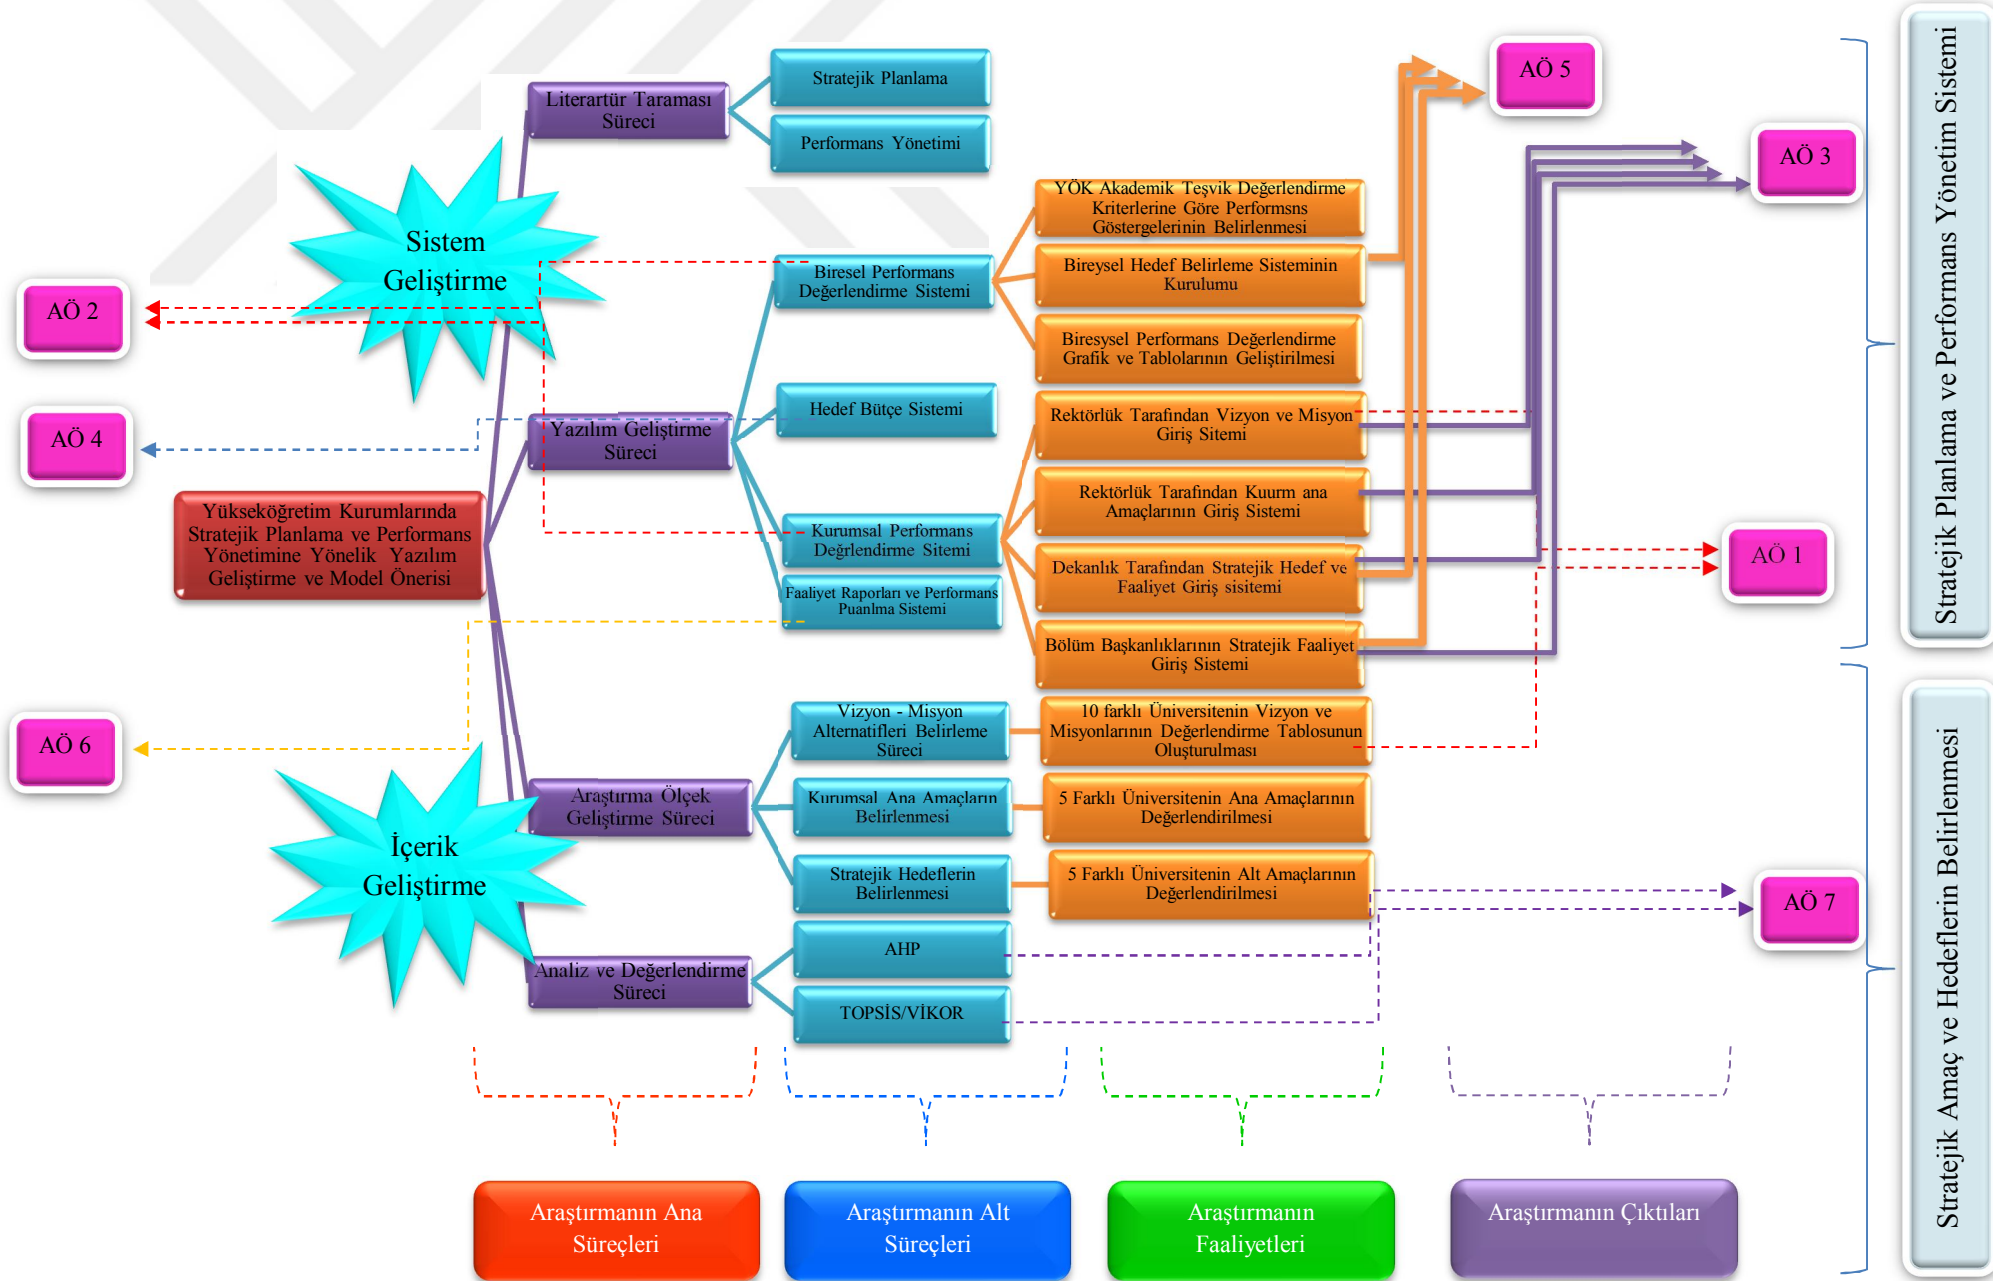 Stratejik Planlama
Literartür Taraması
Süreci
Performans Yönetimi
AÖ 5
AÖ 3
Stratejik Planlama ve Performans Yönetim Sistemi
Sistem
Geliştirme
YÖK Akademik Teşvik Değerlendirme
Kriterlerine Göre Performsns
Göstergelerinin Belirlenmesi
Biresel Performans
Değerlendirme Sistemi
Bireysel Hedef Belirleme Sisteminin
Kurulumu
AÖ 2
Biresysel Performans Değerlendirme
Grafik ve Tablolarının Geliştirilmesi
Hedef Bütçe Sistemi
Rektörlük Tarafından Vizyon ve Misyon
Giriş Sitemi
AÖ 4
Yazılım Geliştirme
Süreci
Rektörlük Tarafından Kuurm ana
Amaçlarının Giriş Sistemi
Yükseköğretim Kurumlarında
Stratejik Planlama ve Performans
Yönetimine Yönelik Yazılım
Geliştirme ve Model Önerisi
Kurumsal Performans
Değrlendirme Sitemi
Dekanlık Tarafından Stratejik Hedef ve
Faaliyet Giriş sisitemi
AÖ 1
Faaliyet Raporları ve Performans
Puanlma Sistemi
Bölüm Başkanlıklarının Stratejik Faaliyet
Giriş Sistemi
AÖ 6
Vizyon - Misyon
Alternatifleri Belirleme
Süreci
10 farklı Üniversitenin Vizyon ve
Misyonlarının Değerlendirme Tablosunun
Oluşturulması
Araştırma Ölçek
Geliştirme Süreci
Kurumsal Ana Amaçların
Belirlenmesi
5 Farklı Üniversitenin Ana Amaçlarının
Değerlendirilmesi
İçerik
Geliştirme
Stratejik Hedeflerin
Belirlenmesi
5 Farklı Üniversitenin Alt Amaçlarının
Değerlendirilmesi
AÖ 7
Stratejik Amaç ve Hedeflerin Belirlenmesi
Analiz ve Değerlendirme
Süreci
AHP
TOPSİS/VİKOR
Araştırmanın Ana
Süreçleri
Araştırmanın Alt
Süreçleri
Araştırmanın
Faaliyetleri
Araştırmanın Çıktıları